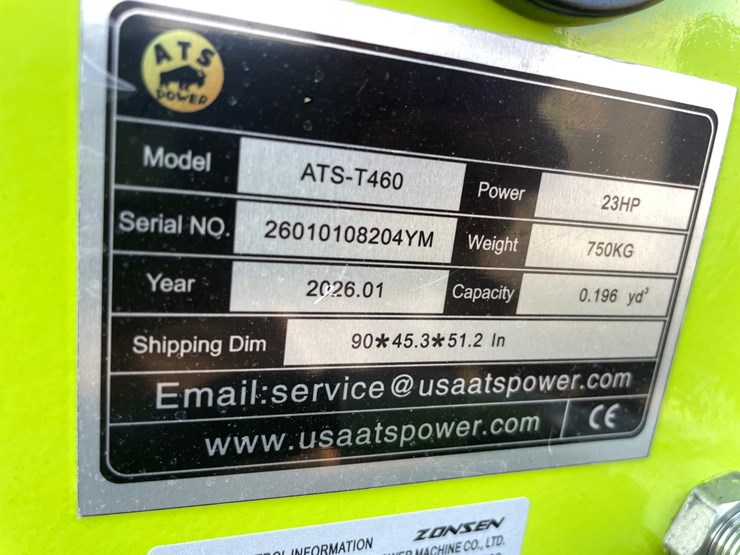 ATS
POWER
Model ATS-T460 Power 23HP
Serial NO. 26010108204YM Weight 750KG
Year 2026.01 Capacity 0.196 yd³
Shipping Dim 90*45.3*51.2 In
Email:service@usaatspower.com
www.usaatspower.com CE
INFORMATION ZONSEN
MACHINE CO., LTD.